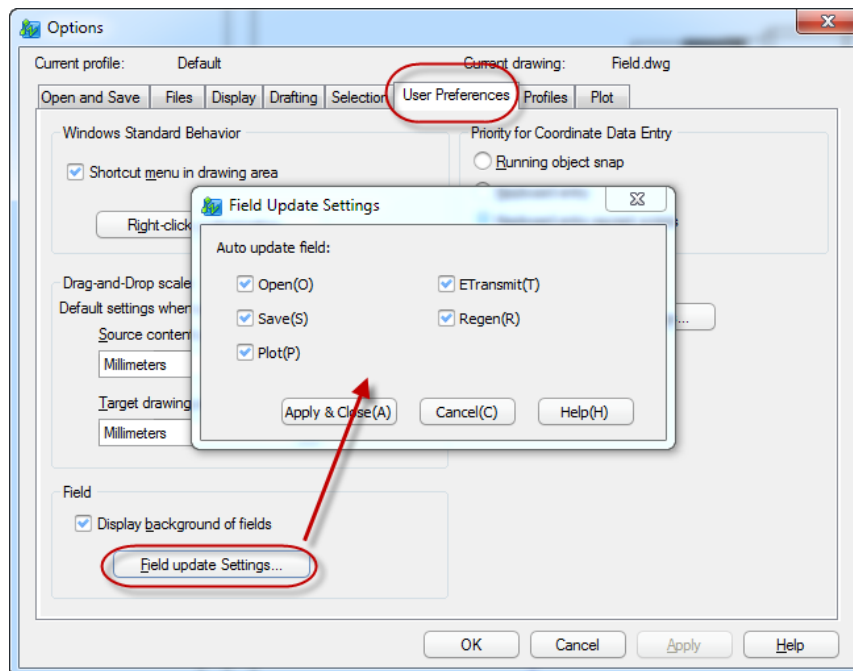 Options
Current profile: Default Current drawing: Field.dwg
Open and Save Files Display Drafting Selection User Preferences Profiles Plot
Windows Standard Behavior
Shortcut menu in drawing area
Right-click
Priority for Coordinate Data Entry
Running object snap
Field Update Settings
Auto update field:
Open(O) ETransmit(T)
Save(S) Regen(R)
Plot(P)
Apply & Close(A) Cancel(C) Help(H)
Drag-and-Drop scale
Default settings when
Source content
Millimeters
Target drawing
Millimeters
...
Field
Display background of fields
Field update Settings...
OK Cancel Apply Help